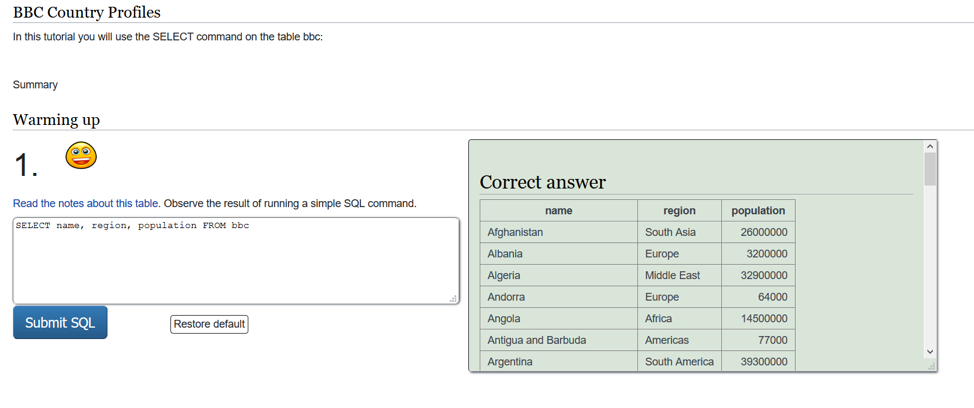 BBC Country Profiles
In this tutorial you will use the SELECT command on the table bbc:
Summary
Warming up
1.
Read the notes about this table. Observe the result of running a simple SQL command.
SELECT name, region, population FROM bbc
Submit SQL
Restore default
Correct answer
name region population
Afghanistan South Asia 26000000
Albania Europe 3200000
Algeria Middle East 32900000
Andorra Europe 64000
Angola Africa 14500000
Antigua and Barbuda Americas 77000
Argentina South America 39300000